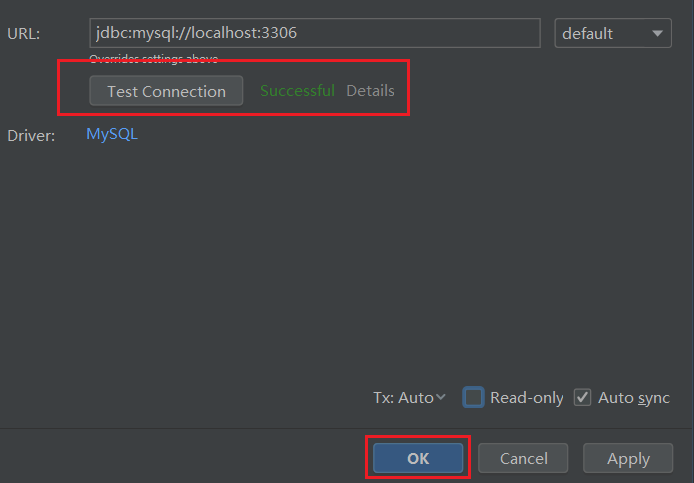 URL:
jdbc:mysql://localhost:3306
default
Overrides settings above
Test Connection
Successful
Details
Driver:
MySQL
Tx: Auto
Read-only
Auto sync
OK
Cancel
Apply